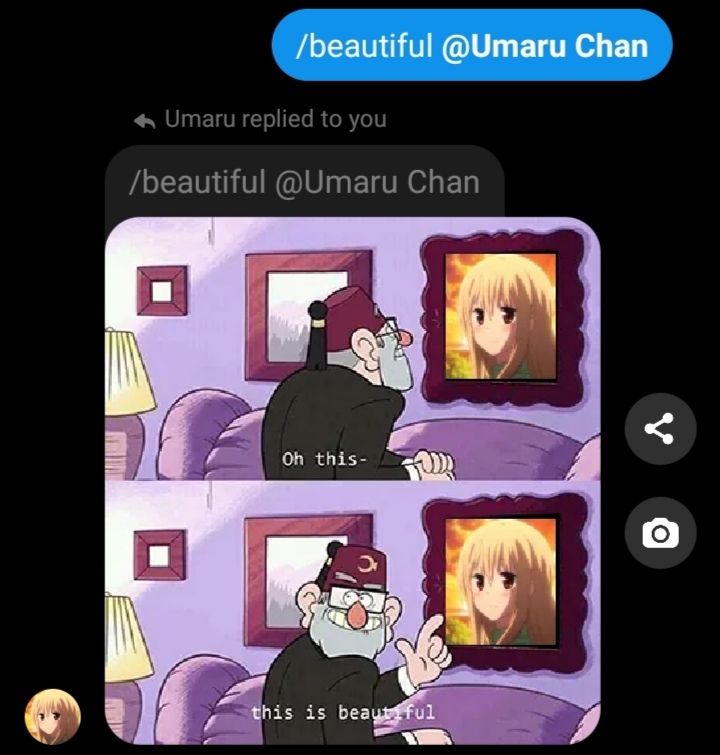 /beautiful @Umaru Chan
Umaru replied to you
/beautiful @Umaru Chan
Oh this-
this is beautiful